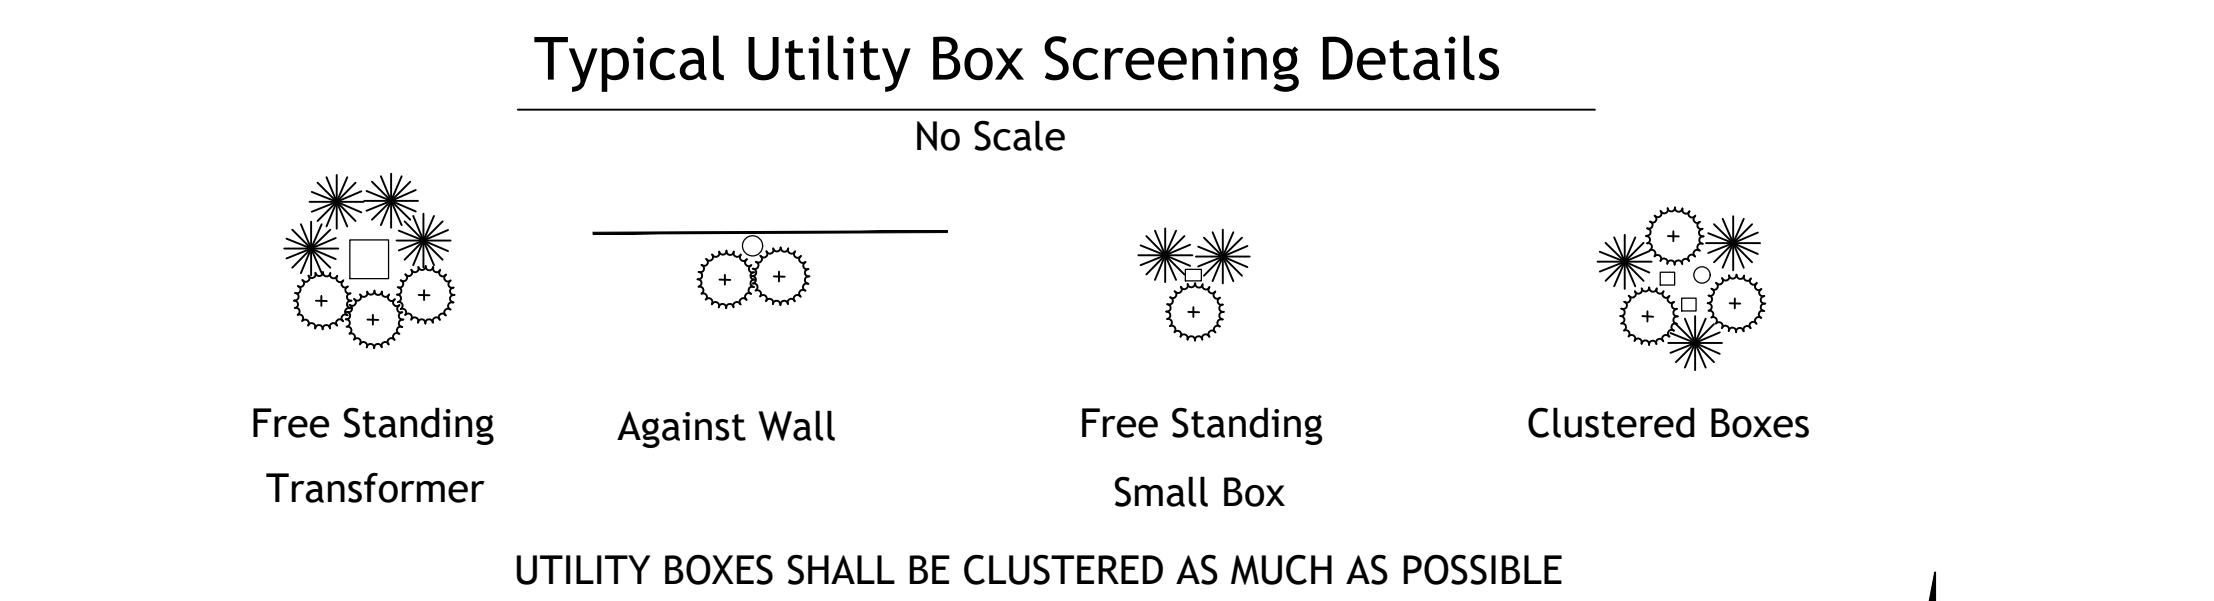 Typical Utility Box Screening Details
No Scale
Free Standing
Transformer
Against Wall
Free Standing
Small Box
Clustered Boxes
UTILITY BOXES SHALL BE CLUSTERED AS MUCH AS POSSIBLE